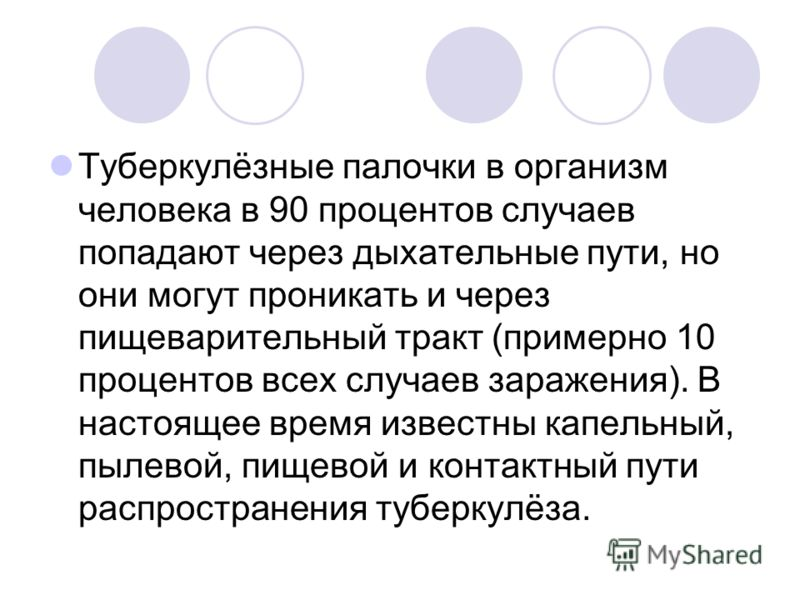 Туберкулёзные палочки в организм
человека в 90 процентов случаев
попадают через дыхательные пути, но
они могут проникать и через
пищеварительный тракт (примерно 10
процентов всех случаев заражения). В
настоящее время известны капельный,
пылевой, пищевой и контактный пути
распространения туберкулёза.
MyShared